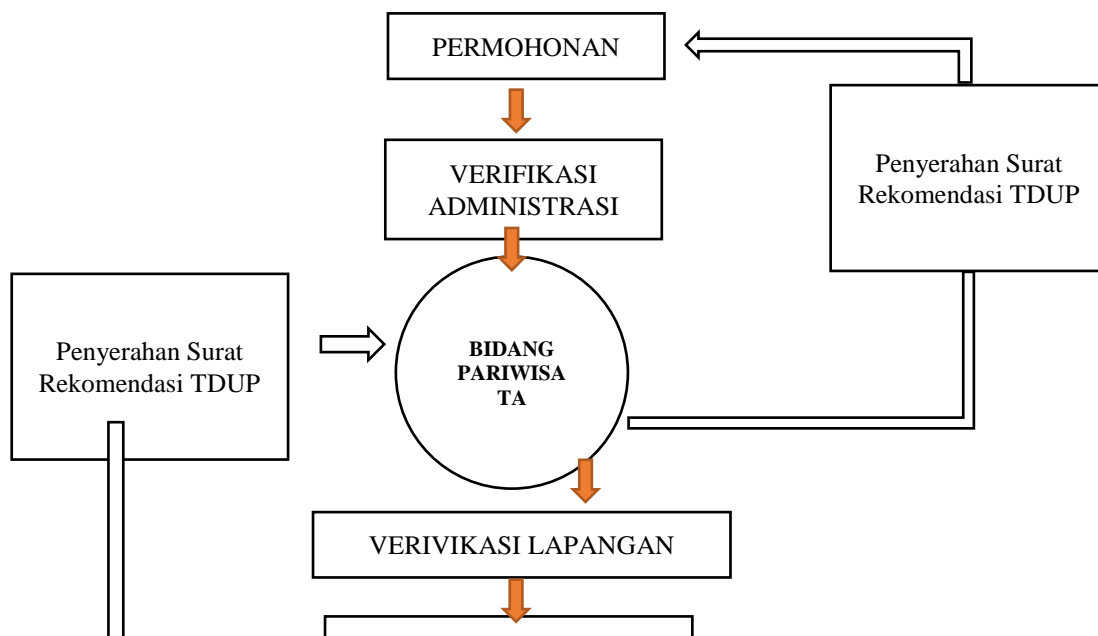 PERMOHONAN
VERIFIKASI
ADMINISTRASI
Penyerahan Surat
Rekomendasi TDUP
Penyerahan Surat
Rekomendasi TDUP
BIDANG
PARIWISA
TA
VERIVIKASI LAPANGAN